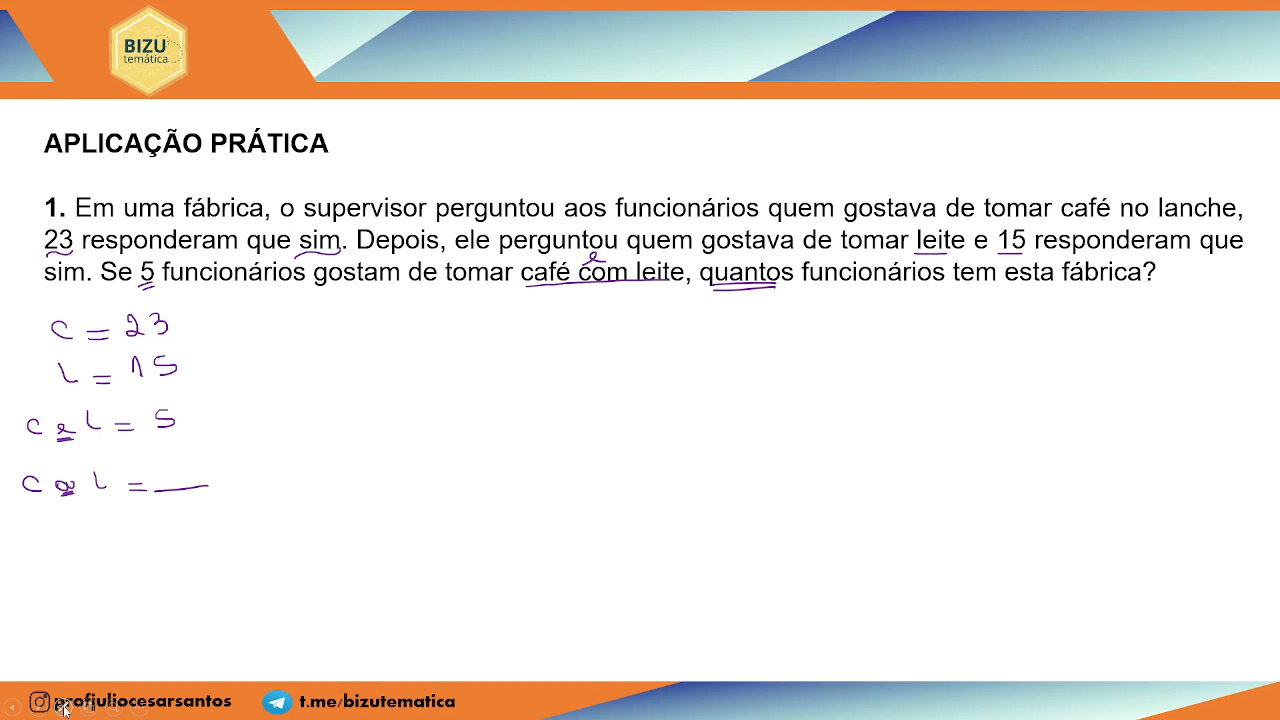 BIZU
temática
APLICAÇÃO PRÁTICA
1. Em uma fábrica, o supervisor perguntou aos funcionários quem gostava de tomar café no lanche,
23 responderam que sim. Depois, ele perguntou quem gostava de tomar leite e 15 responderam que
e
sim. Se 5 funcionários gostam de tomar café com leite, quantos funcionários tem esta fábrica?
C = 23
L = 15
C e L = 5
C ou L =
profjuliocesarsantos t.me/bizutematica